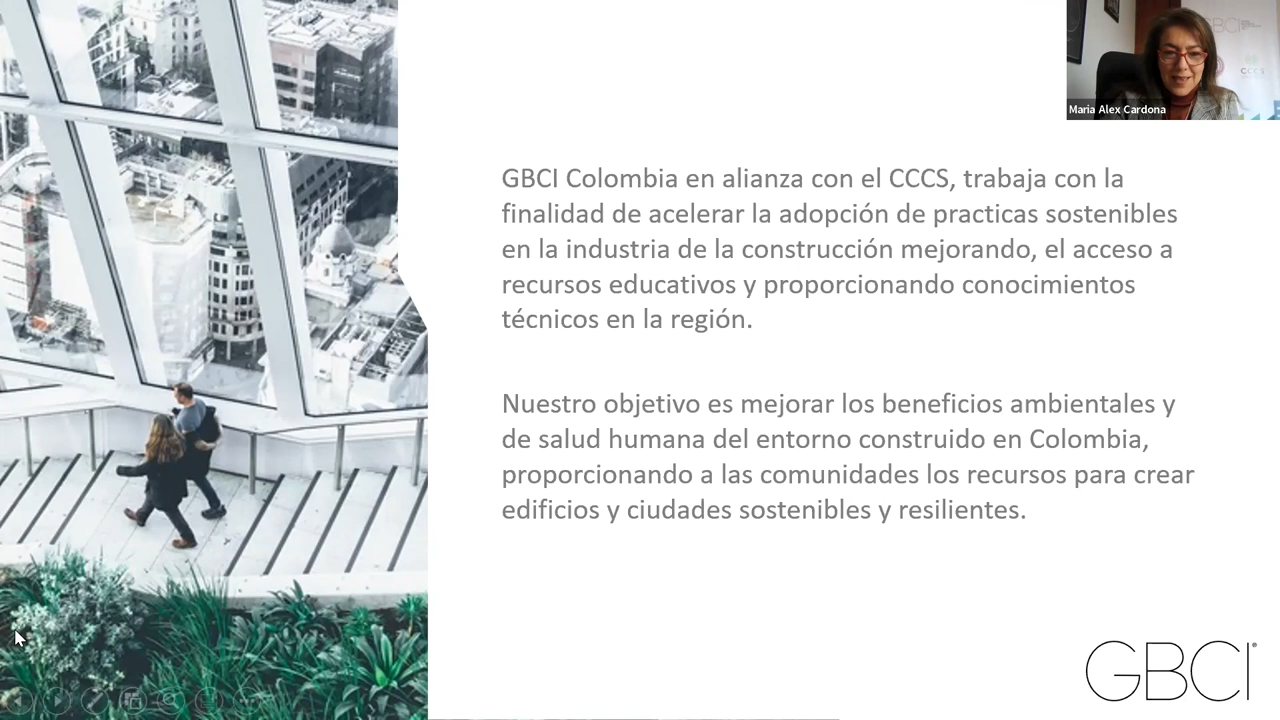 GBCI
CCCS
Maria Alex Cardona
GBCI Colombia en alianza con el CCCS, trabaja con la
finalidad de acelerar la adopción de practicas sostenibles
en la industria de la construcción mejorando, el acceso a
recursos educativos y proporcionando conocimientos
técnicos en la región.
Nuestro objetivo es mejorar los beneficios ambientales y
de salud humana del entorno construido en Colombia,
proporcionando a las comunidades los recursos para crear
edificios y ciudades sostenibles y resilientes.
GBCI®